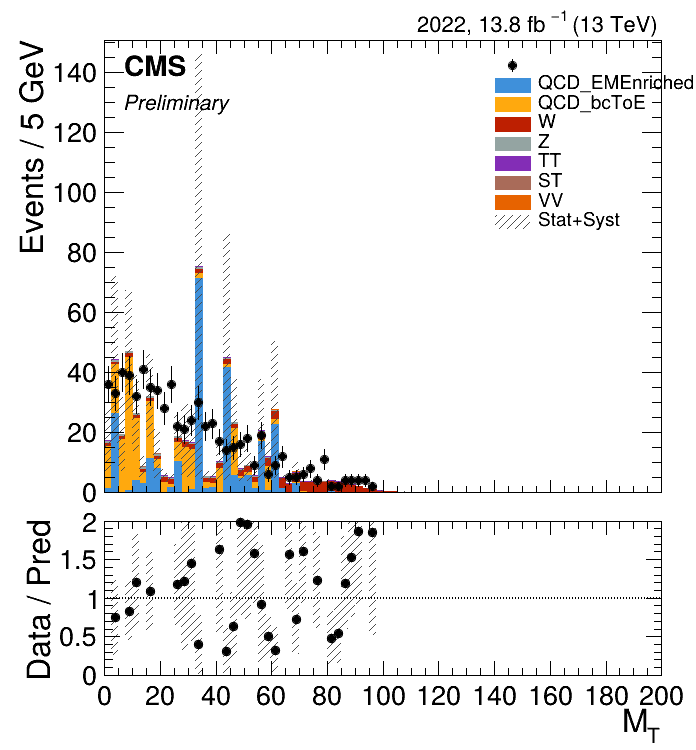 2022, 13.8 fb⁻¹ (13 TeV)
CMS
Preliminary
Events / 5 GeV
140
120
100
80
60
40
20
0
QCD_EMEnriched
QCD_bcToE
W
Z
TT
ST
VV
Stat+Syst
Data / Pred
2
1.5
1
0.5
0
0 20 40 60 80 100 120 140 160 180 200
M_T